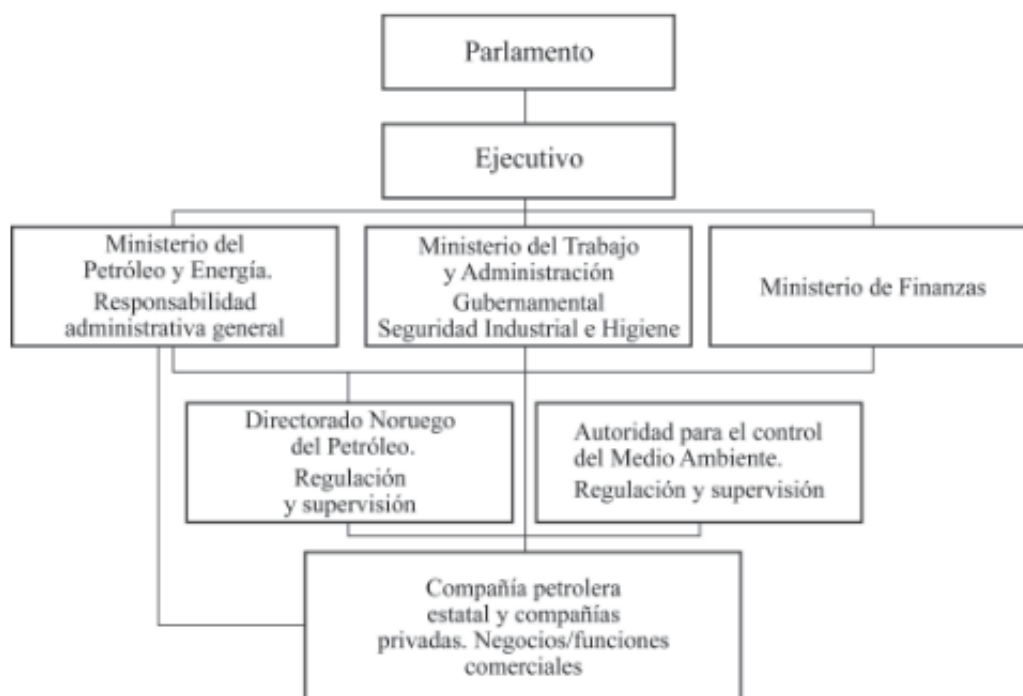 Parlamento
Ejecutivo
Ministerio del
Petróleo y Energía.
Responsabilidad
administrativa general
Ministerio del Trabajo
y Administración
Gubernamental
Seguridad Industrial e Higiene
Ministerio de Finanzas
Directorado Noruego
del Petróleo.
Regulación
y supervisión
Autoridad para el control
del Medio Ambiente.
Regulación y supervisión
Compañía petrolera
estatal y compañías
privadas. Negocios/funciones
comerciales